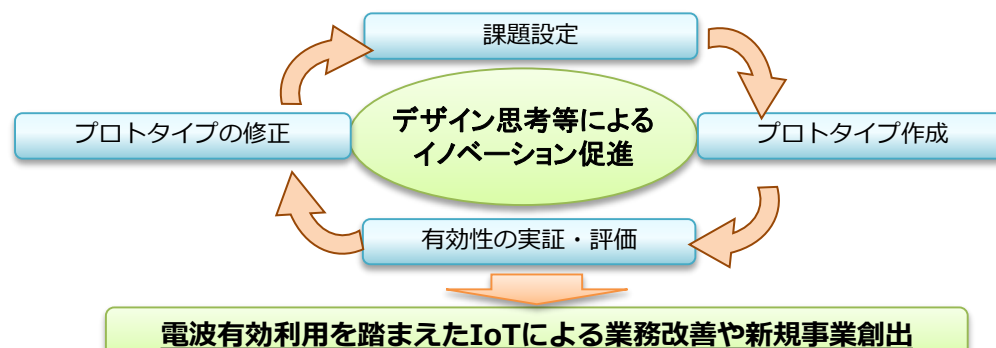 課題設定
デザイン思考等による
イノベーション促進
プロトタイプの修正
プロトタイプ作成
有効性の実証・評価
電波有効利用を踏まえたIoTによる業務改善や新規事業創出